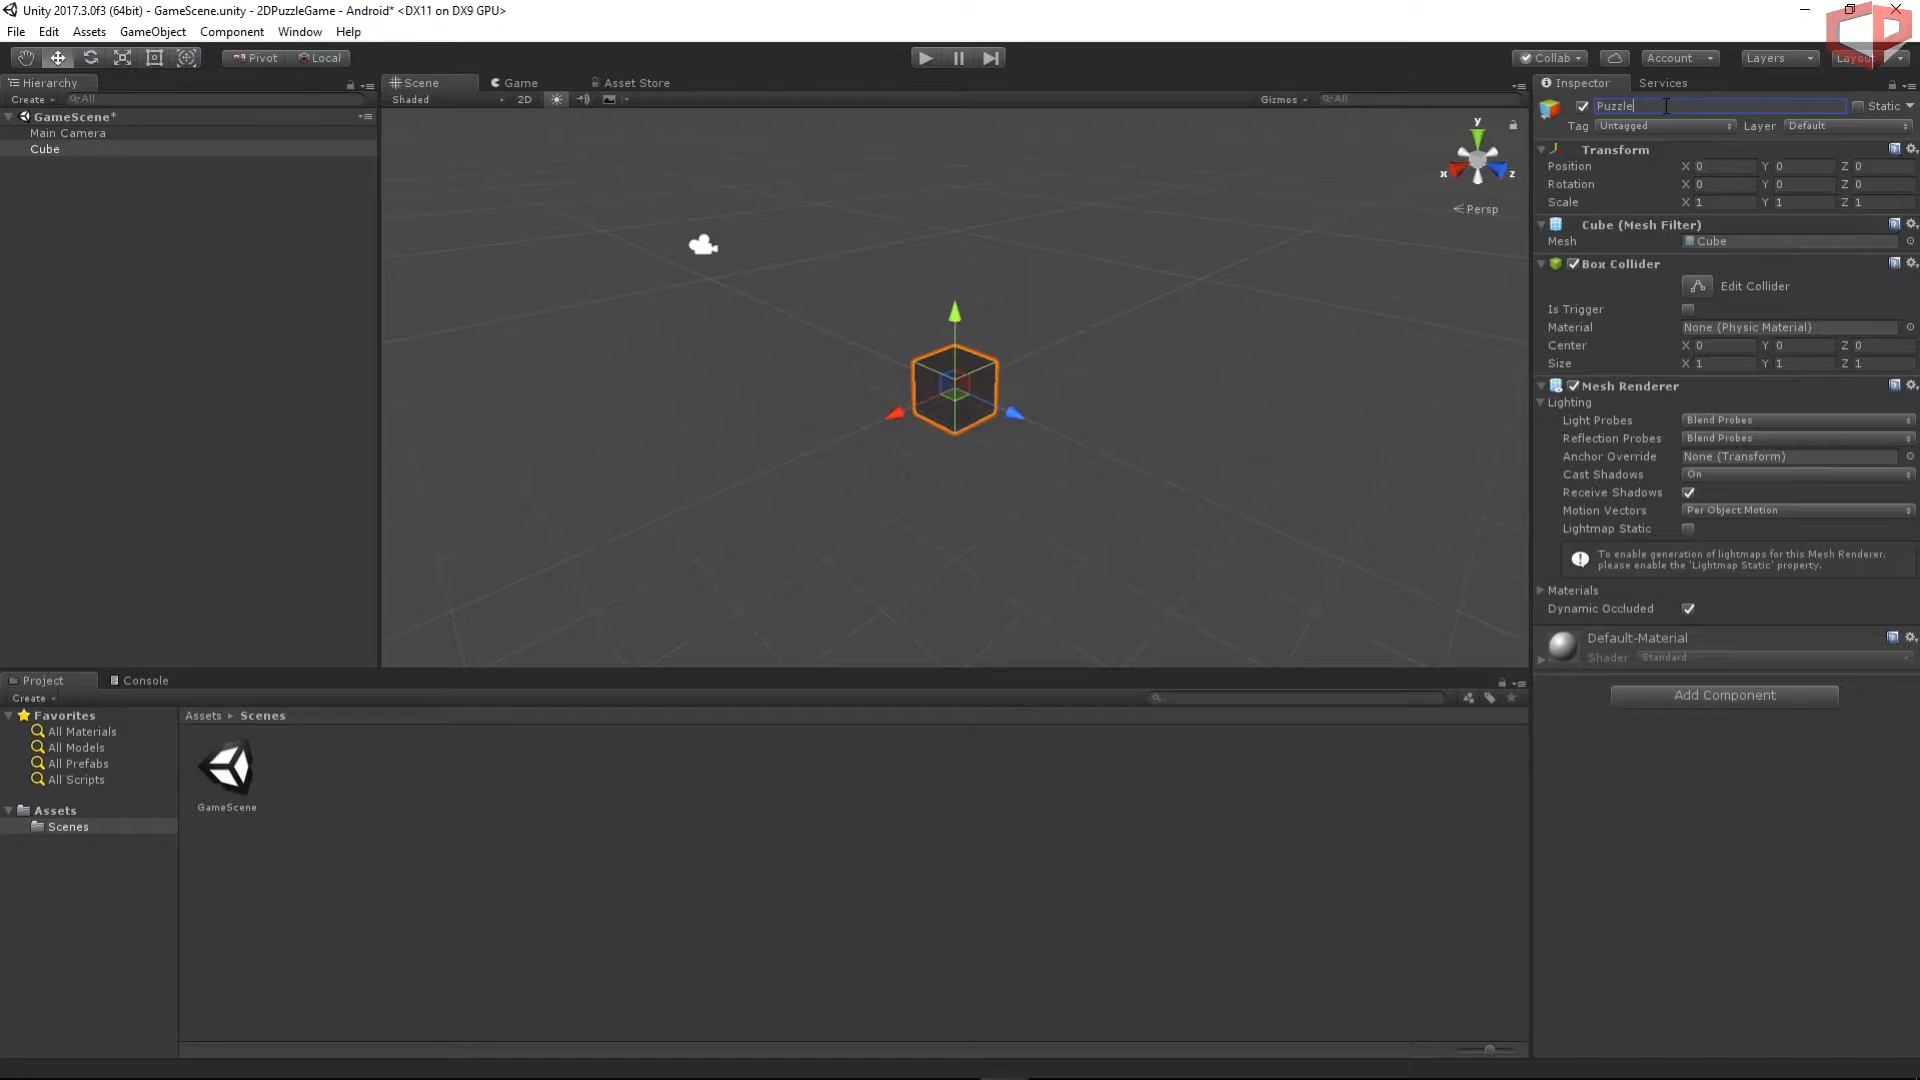 Unity 2017.3.0f3 (64bit) - GameScene.unity - 2DPuzzleGame - Android* <DX11 on DX9 GPU>
File Edit Assets GameObject Component Window Help
Pivot Local Collab Account Layers Layout
Hierarchy
Create All
GameScene*
Main Camera
Cube
Scene Game Asset Store
Shaded 2D Gizmos All
y
x z
Persp
Inspector Services
Puzzle Static
Tag Untagged Layer Default
Transform
Position X 0 Y 0 Z 0
Rotation X 0 Y 0 Z 0
Scale X 1 Y 1 Z 1
Cube (Mesh Filter)
Mesh Cube
Box Collider
Edit Collider
Is Trigger
Material None (Physic Material)
Center X 0 Y 0 Z 0
Size X 1 Y 1 Z 1
Mesh Renderer
Lighting
Light Probes Blend Probes
Reflection Probes Blend Probes
Anchor Override None (Transform)
Cast Shadows On
Receive Shadows
Motion Vectors Per Object Motion
Lightmap Static
To enable generation of lightmaps for this Mesh Renderer,
please enable the 'Lightmap Static' property.
Materials
Dynamic Occluded
Default-Material
Shader Standard
Add Component
Project Console
Create
Favorites
All Materials
All Models
All Prefabs
All Scripts
Assets
Scenes
Assets ▸ Scenes
GameScene